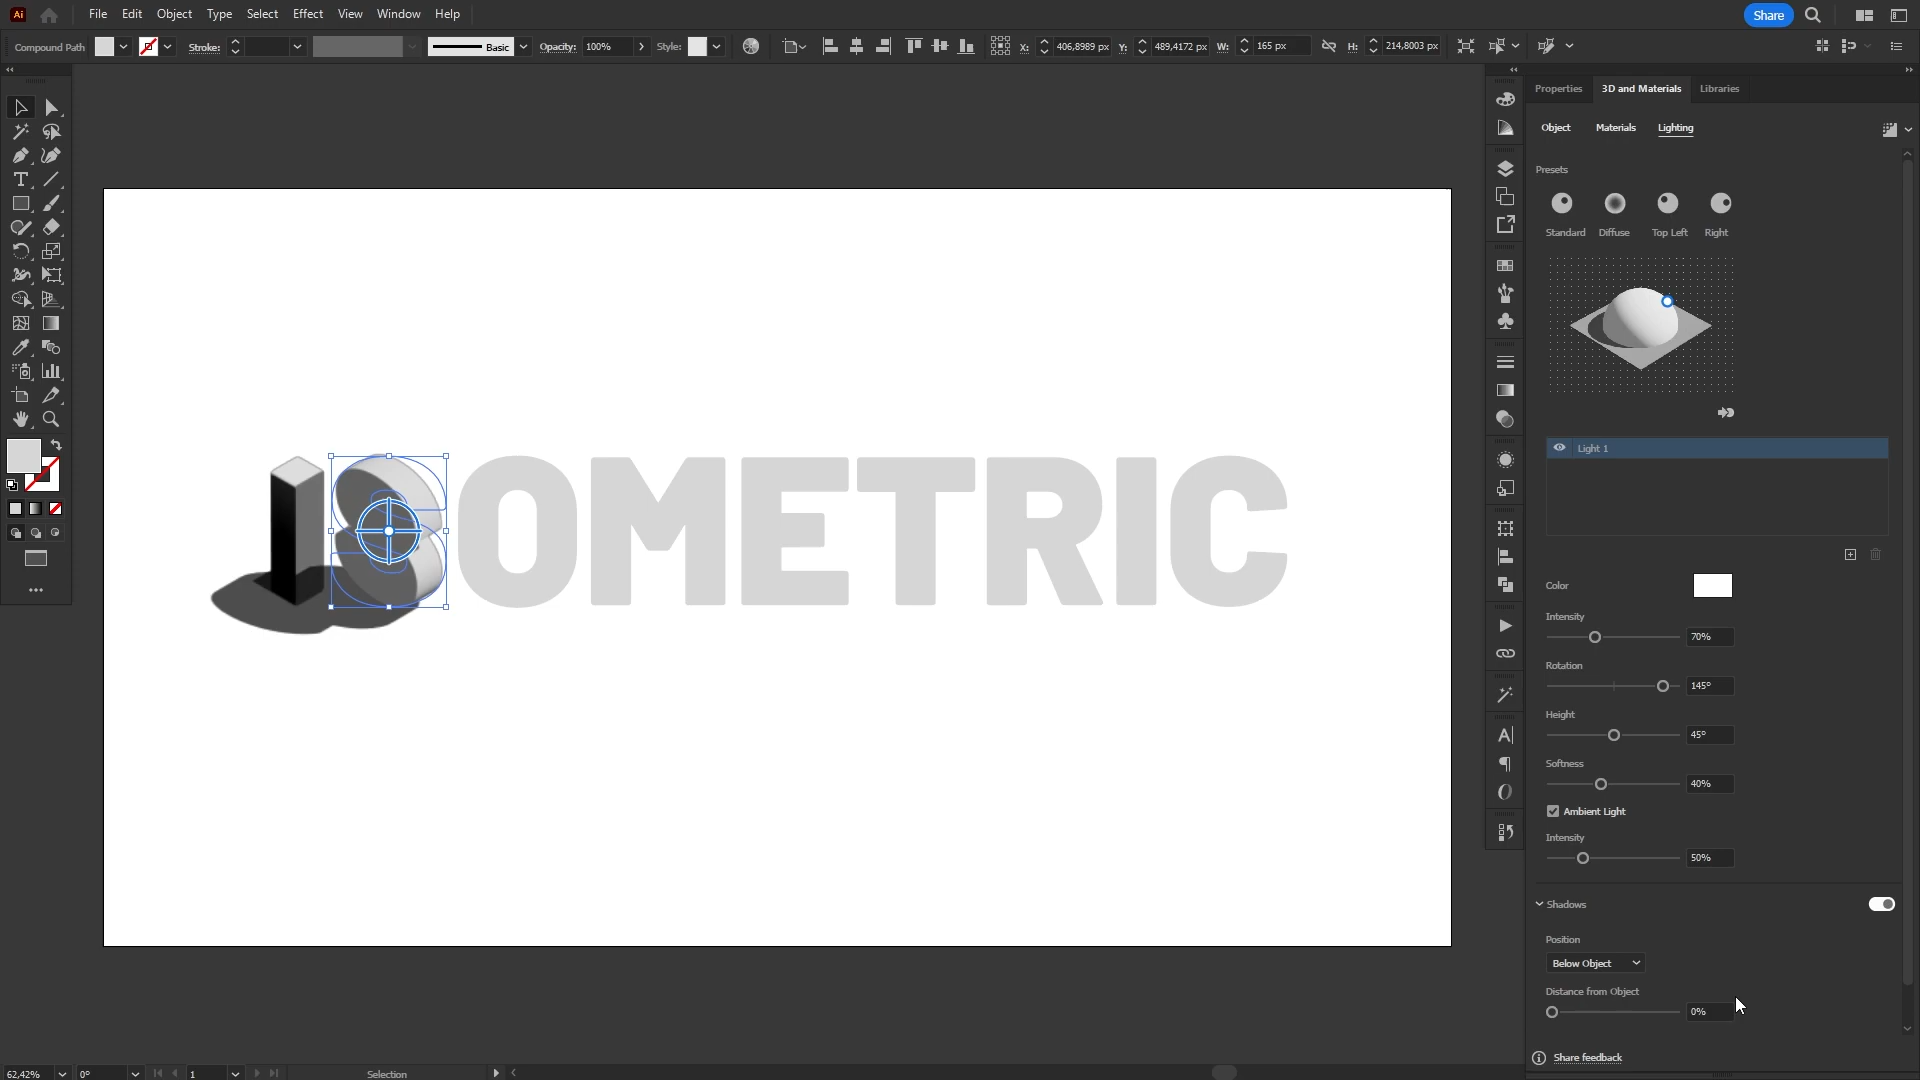 Ai File Edit Object Type Select Effect View Window Help Share
Compound Path Stroke: Basic Opacity: 100% Style: X: 406,8989 px Y: 489,4172 px W: 165 px H: 214,8003 px
Properties 3D and Materials Libraries
Object Materials Lighting
Presets
Standard Diffuse Top Left Right
Light 1
Color
Intensity
70%
Rotation
145°
Height
45°
Softness
40%
Ambient Light
Intensity
50%
Shadows
Position
Below Object
Distance from Object
0%
Share feedback
OMETRIC
62,42% 0° 1 Selection